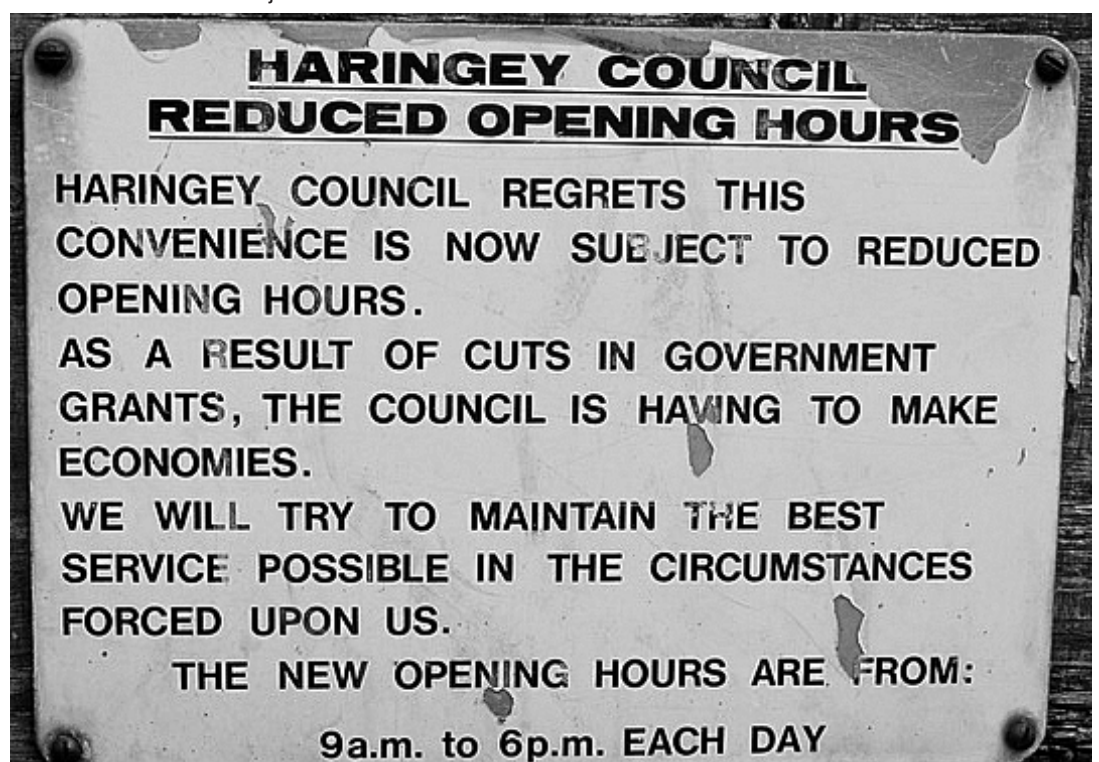 HARINGEY COUNCIL
REDUCED OPENING HOURS
HARINGEY COUNCIL REGRETS THIS
CONVENIENCE IS NOW SUBJECT TO REDUCED
OPENING HOURS.
AS A RESULT OF CUTS IN GOVERNMENT
GRANTS, THE COUNCIL IS HAVING TO MAKE
ECONOMIES.
WE WILL TRY TO MAINTAIN THE BEST
SERVICE POSSIBLE IN THE CIRCUMSTANCES
FORCED UPON US.
THE NEW OPENING HOURS ARE FROM:
9a.m. to 6p.m. EACH DAY